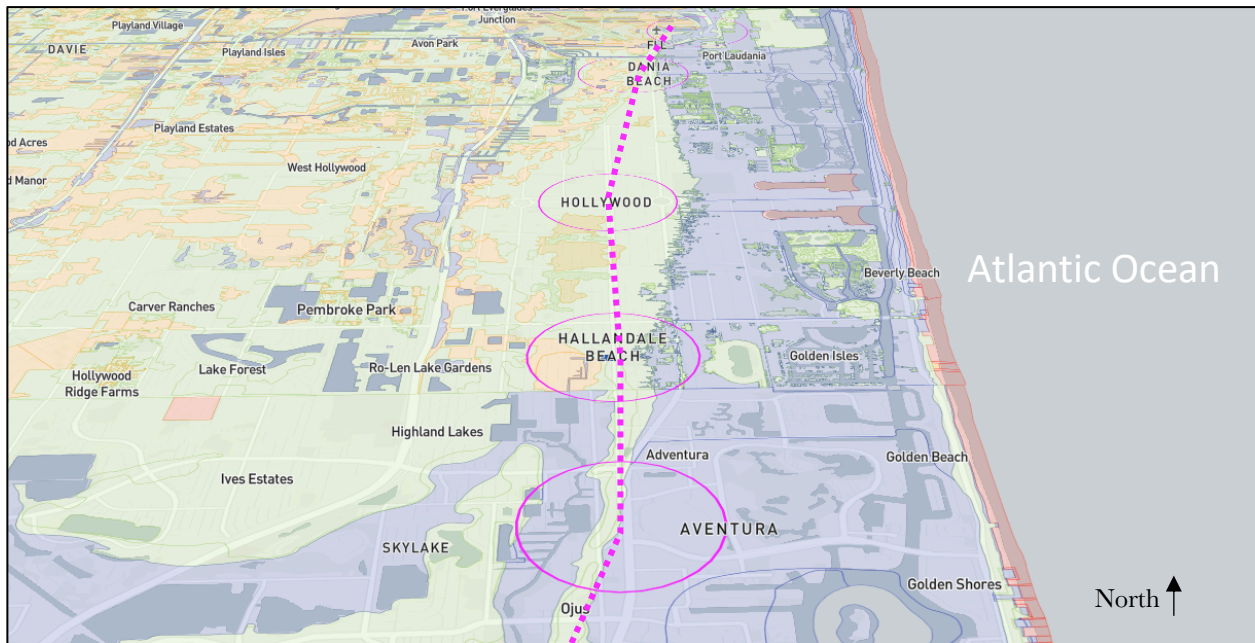 Port Everglades
Junction
Playland Village
DAVIE
Playland Isles
Avon Park
FLL
Port Laudania
DANIA
BEACH
Playland Estates
od Acres
West Hollywood
d Manor
HOLLYWOOD
Atlantic Ocean
Beverly Beach
Carver Ranches
Pembroke Park
HALLANDALE
BEACH
Golden Isles
Lake Forest
Ro-Len Lake Gardens
Hollywood
Ridge Farms
Highland Lakes
Adventura
Golden Beach
Ives Estates
AVENTURA
SKYLAKE
Golden Shores
North
Ojus